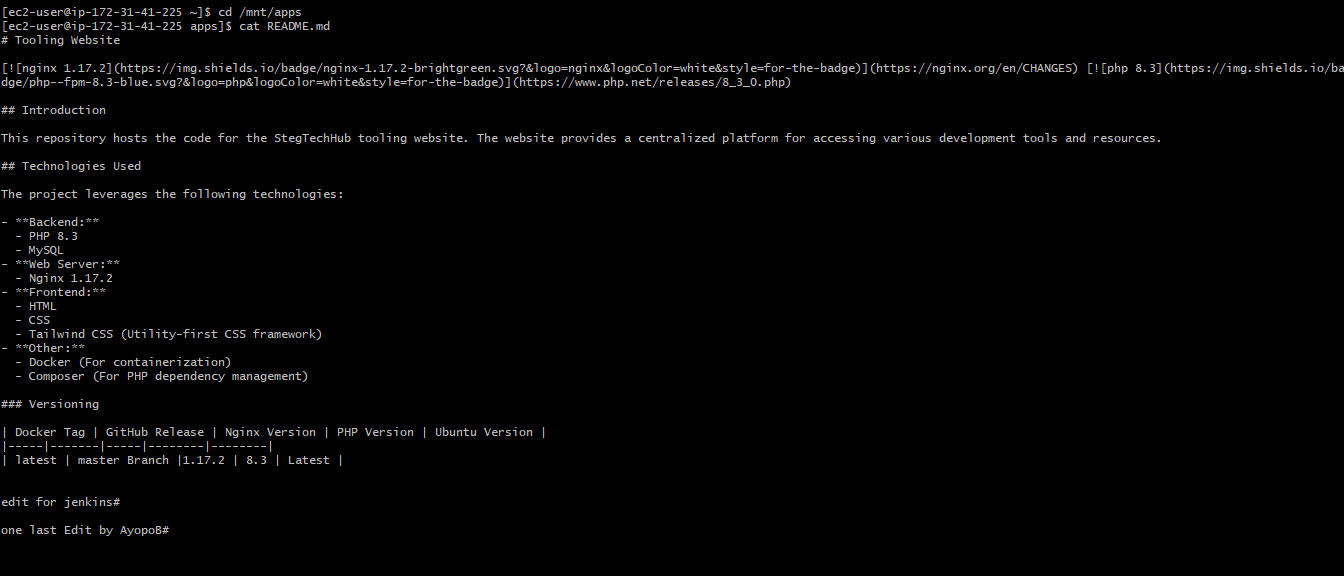 [ec2-user@ip-172-31-41-225 ~]$ cd /mnt/apps
[ec2-user@ip-172-31-41-225 apps]$ cat README.md
# Tooling Website
[![nginx 1.17.2](https://img.shields.io/badge/nginx-1.17.2-brightgreen.svg?&logo=nginx&logoColor=white&style=for-the-badge)](https://nginx.org/en/CHANGES) [![php 8.3](https://img.shields.io/ba
dge/php--fpm-8.3-blue.svg?&logo=php&logoColor=white&style=for-the-badge)](https://www.php.net/releases/8_3_0.php)
## Introduction
This repository hosts the code for the StegTechHub tooling website. The website provides a centralized platform for accessing various development tools and resources.
## Technologies Used
The project leverages the following technologies:
- **Backend:**
  - PHP 8.3
  - MySQL
- **Web Server:**
  - Nginx 1.17.2
- **Frontend:**
  - HTML
  - CSS
  - Tailwind CSS (Utility-first CSS framework)
- **Other:**
  - Docker (For containerization)
  - Composer (For PHP dependency management)
### Versioning
| Docker Tag | GitHub Release | Nginx Version | PHP Version | Ubuntu Version |
|-----|-------|-----|--------|--------|
| latest | master Branch |1.17.2 | 8.3 | Latest |
edit for jenkins#
one last Edit by AyopoB#